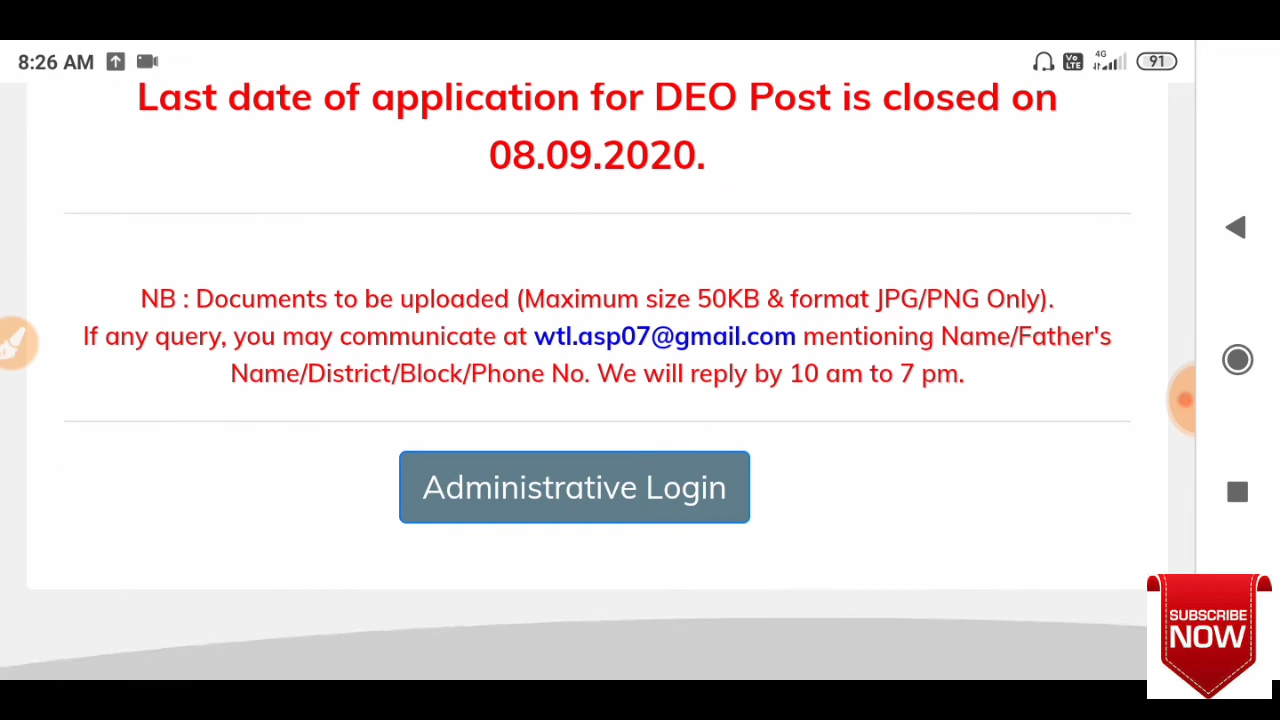 8:26 AM
Vo LTE
4G
91
Last date of application for DEO Post is closed on
08.09.2020.
NB : Documents to be uploaded (Maximum size 50KB & format JPG/PNG Only).
If any query, you may communicate at wtl.asp07@gmail.com mentioning Name/Father's
Name/District/Block/Phone No. We will reply by 10 am to 7 pm.
Administrative Login
SUBSCRIBE
NOW